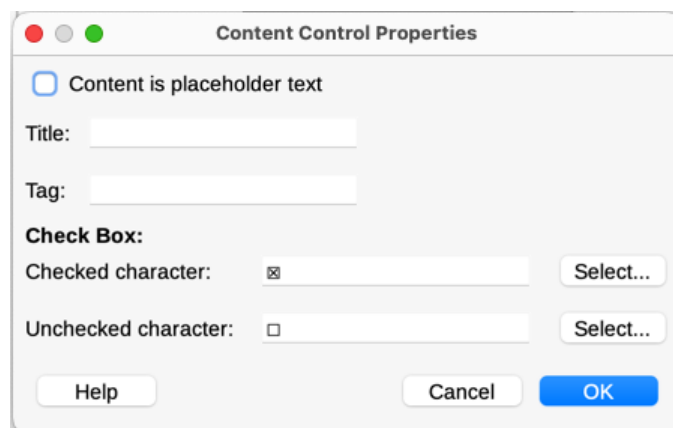 Content Control Properties
Content is placeholder text
Title:
Tag:
Check Box:
Checked character: ☒ Select...
Unchecked character: ☐ Select...
Help Cancel OK